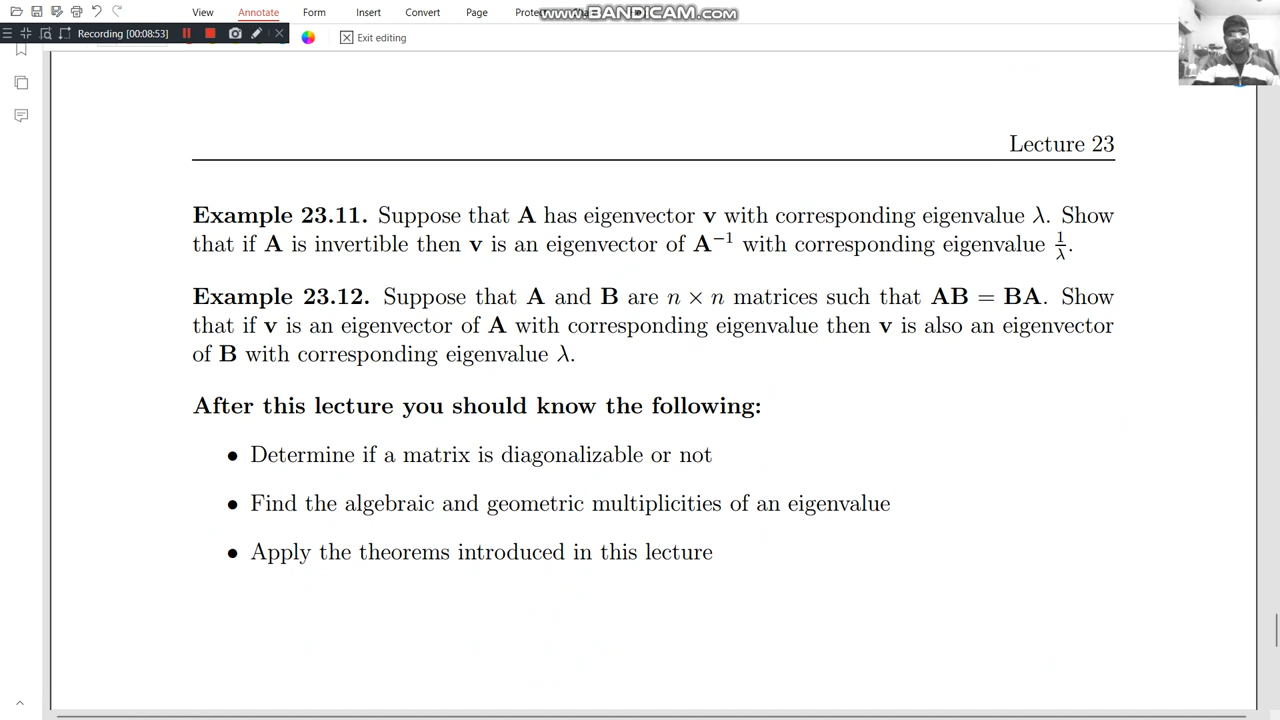 www.BANDICAM.com
View Annotate Form Insert Convert Page
Recording [00:08:53]
Exit editing
Lecture 23
Example 23.11. Suppose that A has eigenvector v with corresponding eigenvalue λ. Show
that if A is invertible then v is an eigenvector of A⁻¹ with corresponding eigenvalue 1/λ.
Example 23.12. Suppose that A and B are n × n matrices such that AB = BA. Show
that if v is an eigenvector of A with corresponding eigenvalue then v is also an eigenvector
of B with corresponding eigenvalue λ.
After this lecture you should know the following:
• Determine if a matrix is diagonalizable or not
• Find the algebraic and geometric multiplicities of an eigenvalue
• Apply the theorems introduced in this lecture